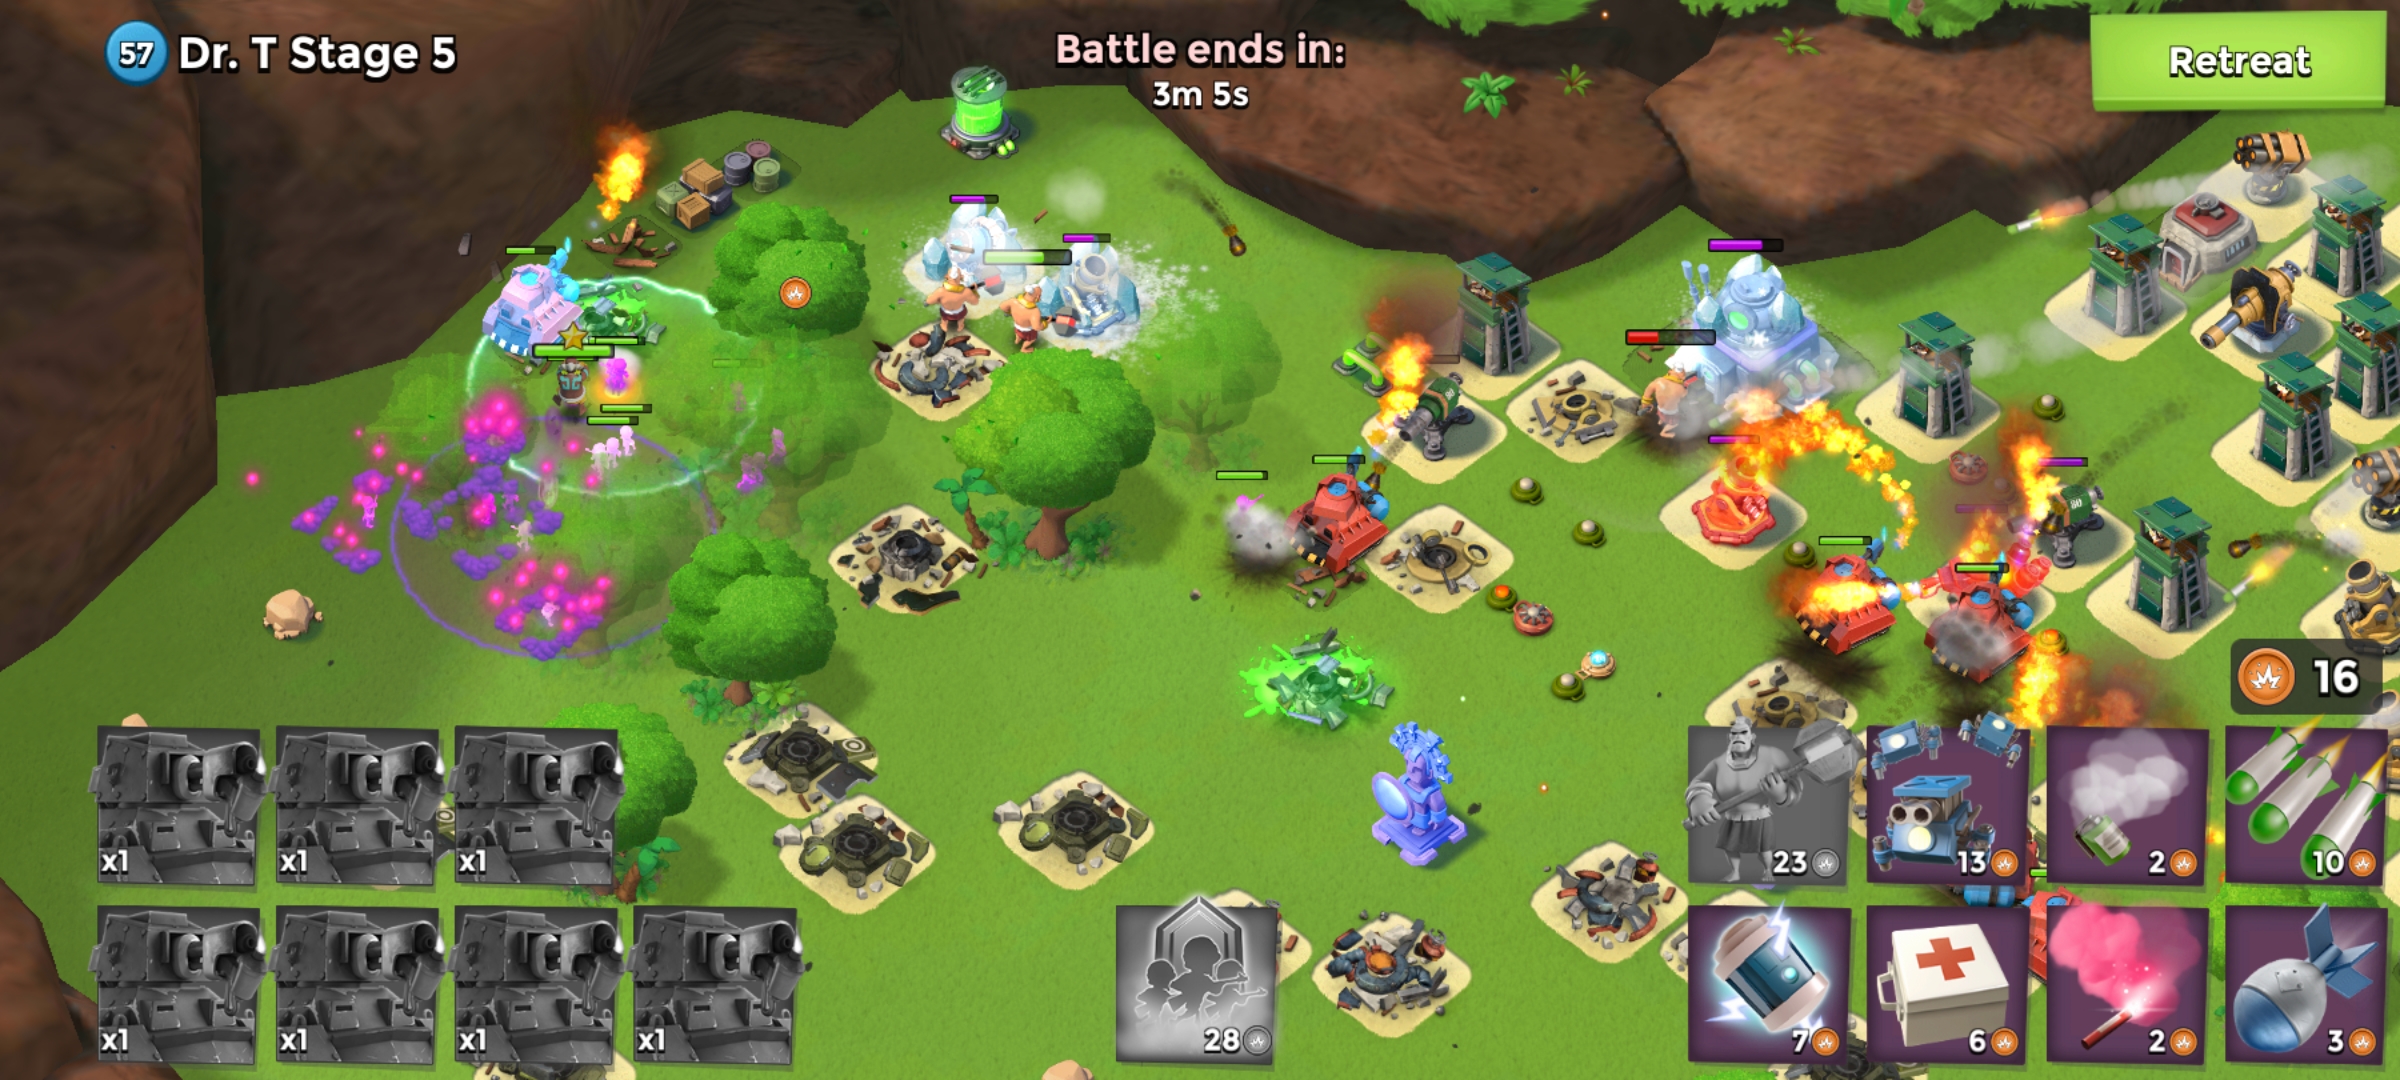 57 Dr. T Stage 5
Battle ends in:
3m 5s
Retreat
16
x1 x1 x1
23 13 2 10
x1 x1 x1 x1
28
7 6 2 3